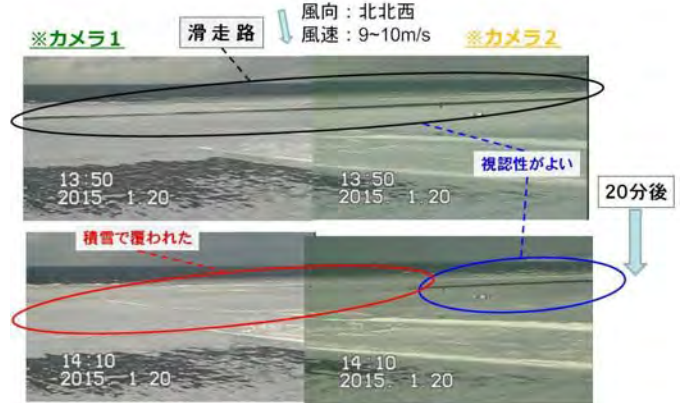 風向：北北西
風速：9~10m/s
※カメラ１
滑走路
※カメラ２
13:50
2015. 1.20
13:50
2015. 1.20
視認性がよい
20分後
積雪で覆われた
14:10
2015. 1.20
14:10
2015. 1.20